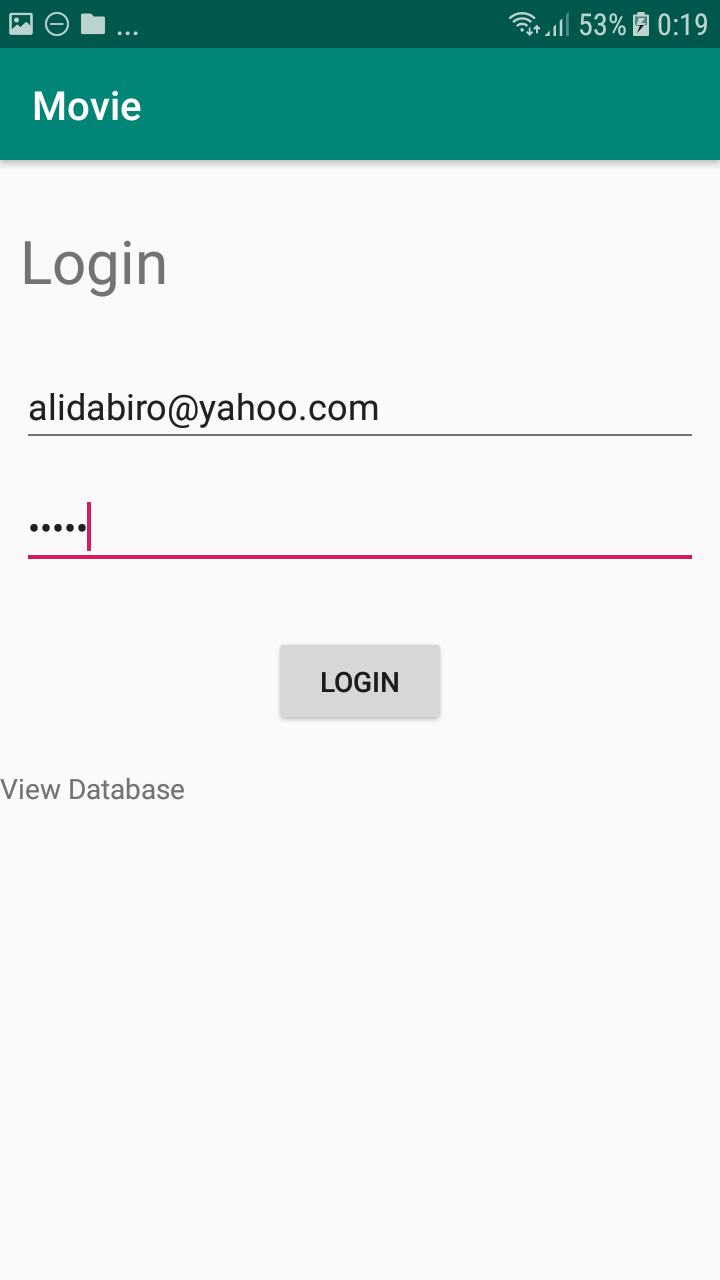 ... 53% 0:19
Movie
Login
alidabiro@yahoo.com
•••••
LOGIN
View Database